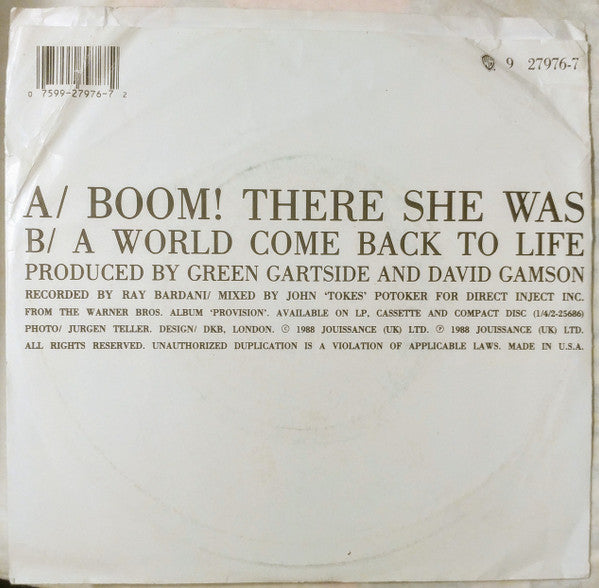 0 7599-27976-7 2
9 27976-7
A/ BOOM! THERE SHE WAS
B/ A WORLD COME BACK TO LIFE
PRODUCED BY GREEN GARTSIDE AND DAVID GAMSON
RECORDED BY RAY BARDANI/ MIXED BY JOHN ‘TOKES’ POTOKER FOR DIRECT INJECT INC.
FROM THE WARNER BROS. ALBUM ‘PROVISION’. AVAILABLE ON LP, CASSETTE AND COMPACT DISC (1/4/2-25686)
PHOTO/ JURGEN TELLER. DESIGN/ DKB, LONDON. © 1988 JOUISSANCE (UK) LTD. ℗ 1988 JOUISSANCE (UK) LTD.
ALL RIGHTS RESERVED. UNAUTHORIZED DUPLICATION IS A VIOLATION OF APPLICABLE LAWS. MADE IN U.S.A.